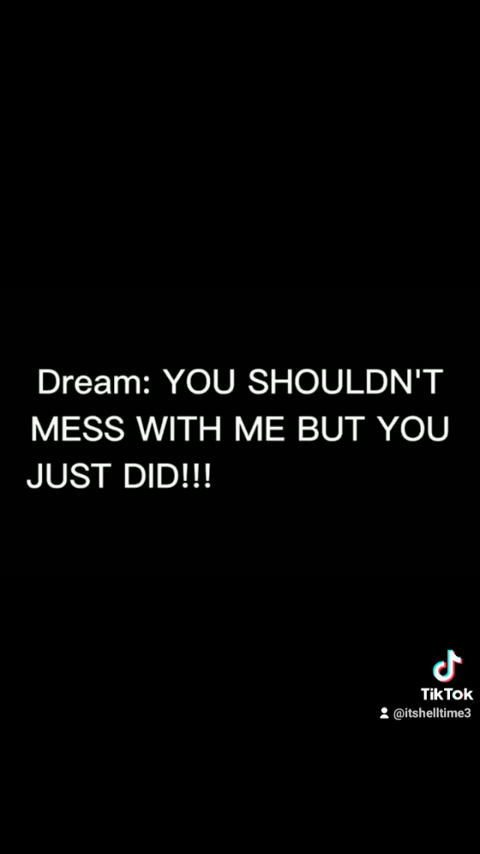 Dream: YOU SHOULDN'T
MESS WITH ME BUT YOU
JUST DID!!!
TikTok
@itshelltime3